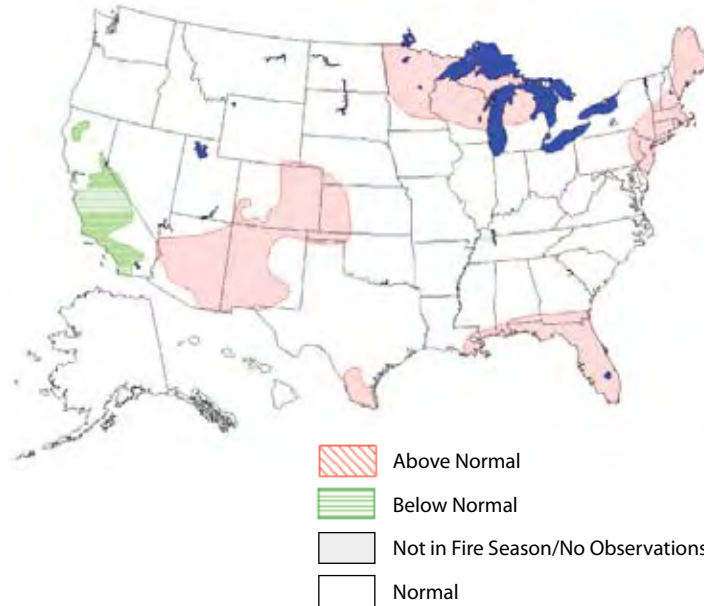 Above Normal
Below Normal
Not in Fire Season/No Observations
Normal